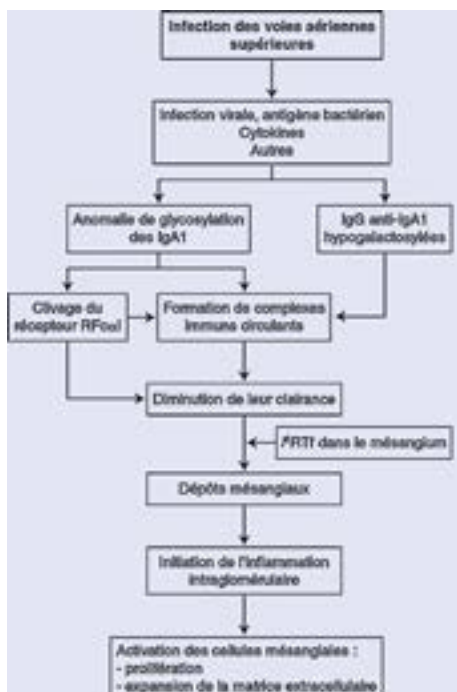 Infection des voies aériennes
supérieures
Infection virale, antigène bactérien
Cytokines
Autres
Anomalie de glycosylation
des IgA1
IgG anti-IgA1
hypogalactosylées
Clivage du
récepteur
Formation de complexes
immuns circulants
Diminution de leur clairance
dans le mésangium
Dépôts mésangiaux
Initiation de l'inflammation
intraglomérulaire
Activation des cellules mésangiales :
- prolifération
- expansion de la matrice extracellulaire